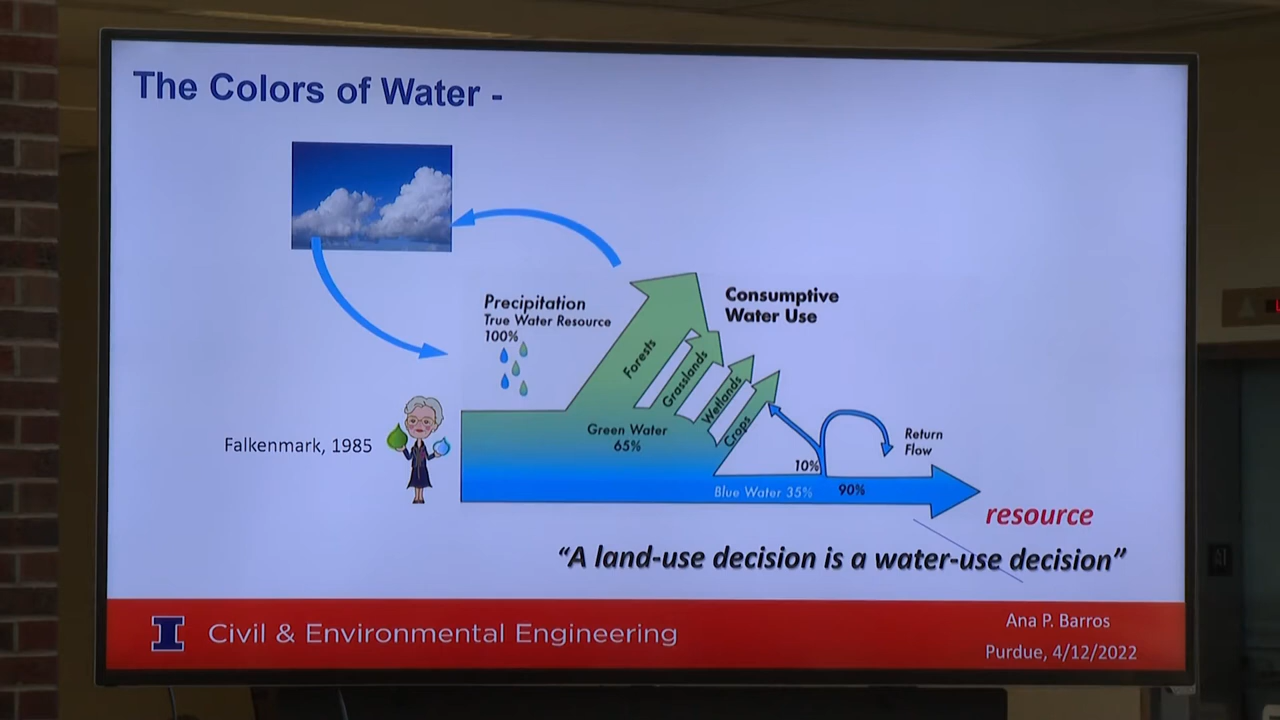 The Colors of Water -
Precipitation
True Water Resource
100%
Consumptive
Water Use
Forests
Grasslands
Wetlands
Crops
Green Water
65%
Falkenmark, 1985
Return
Flow
10%
Blue Water 35%
90%
resource
“A land-use decision is a water-use decision”
I Civil & Environmental Engineering
Ana P. Barros
Purdue, 4/12/2022